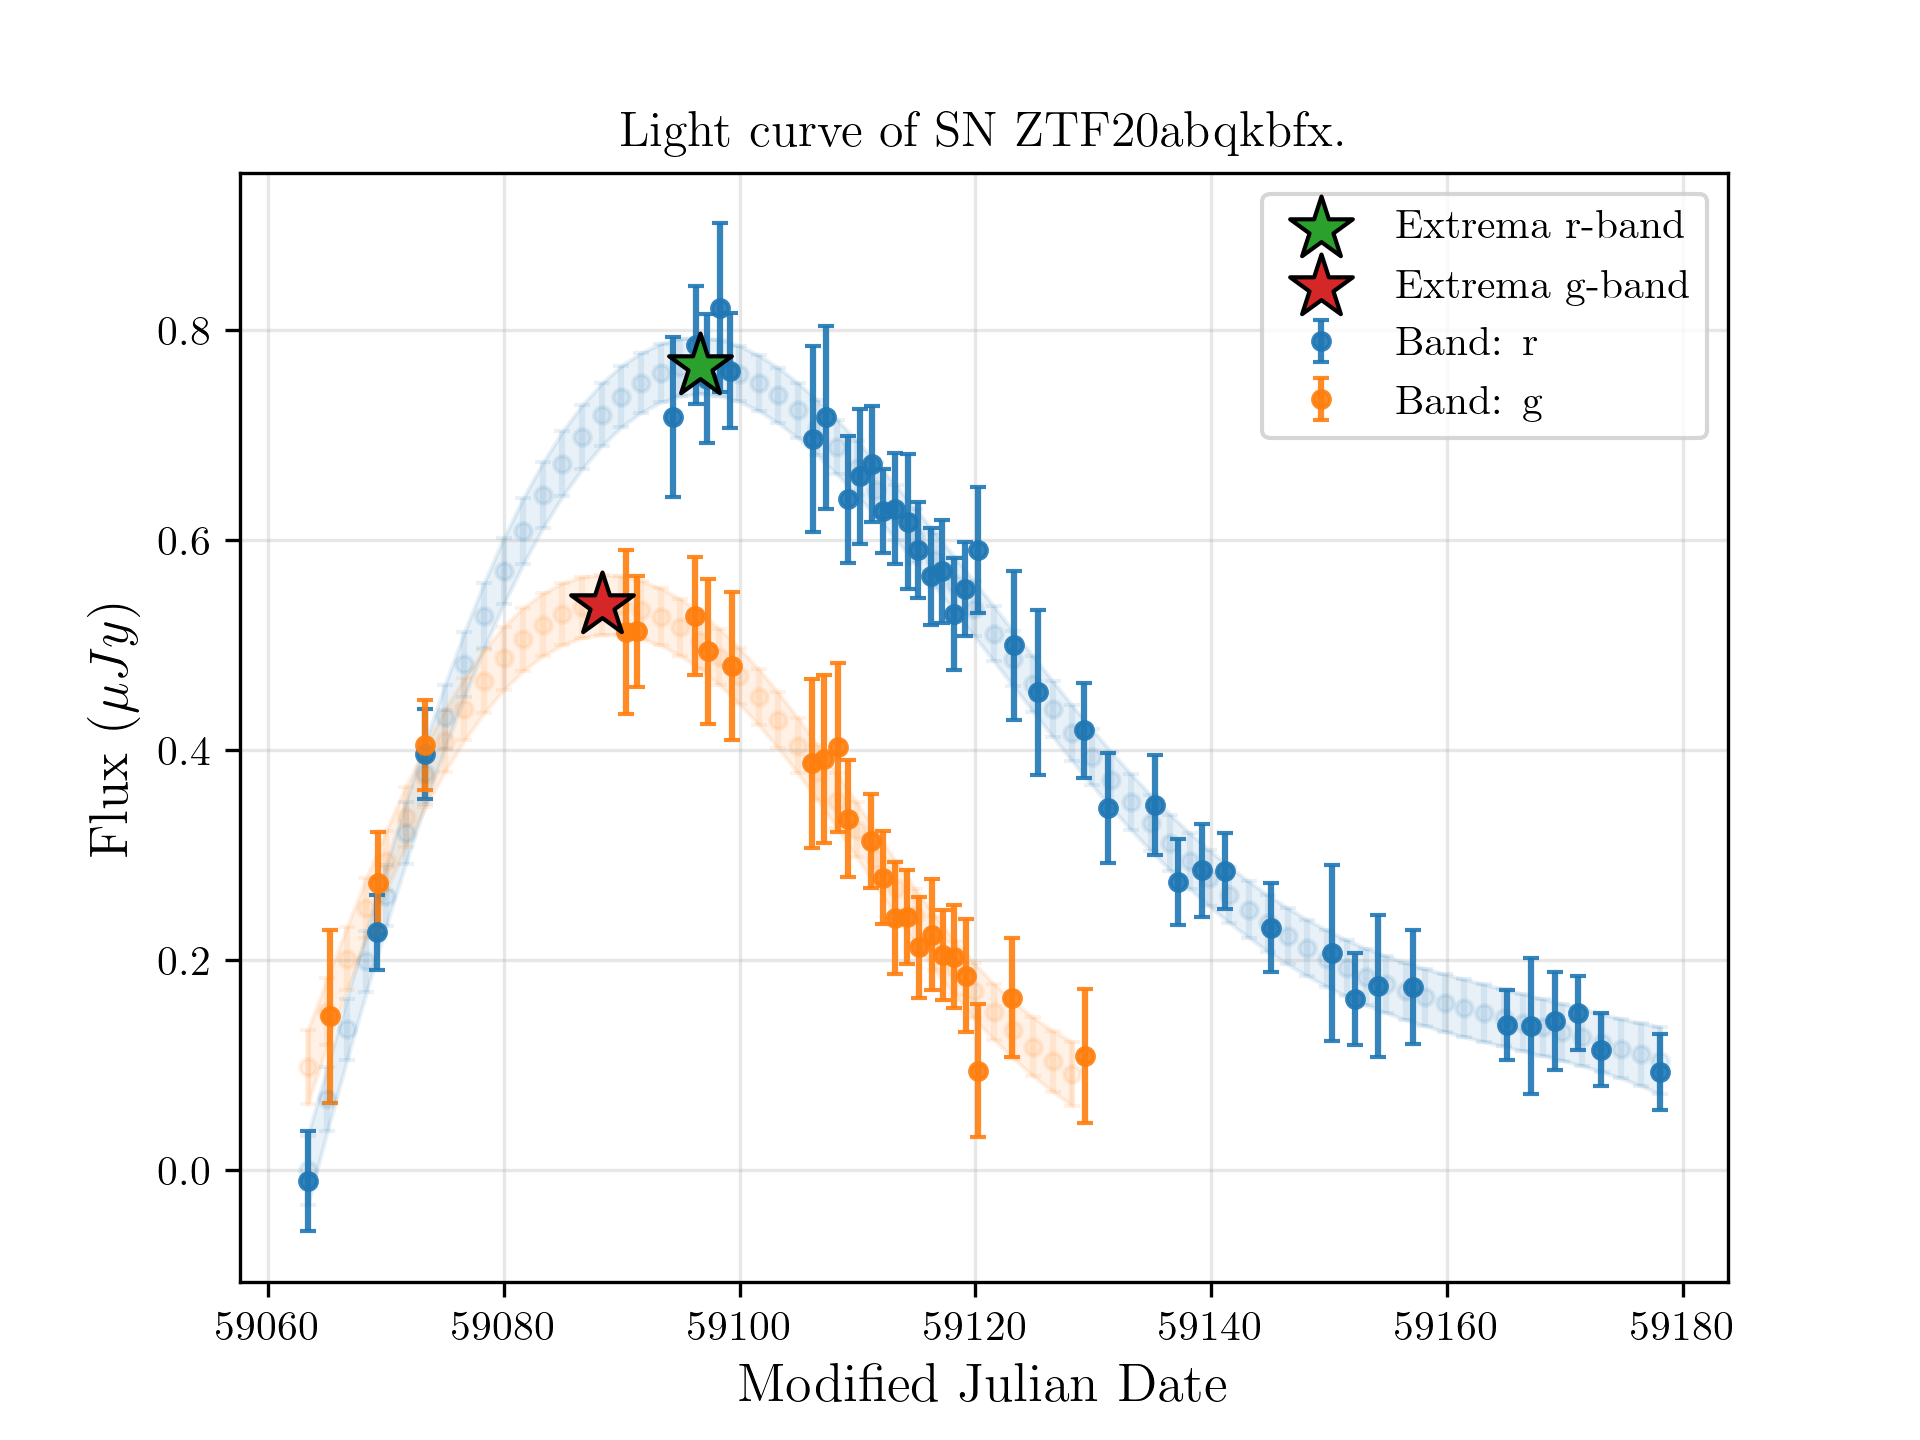 Light curve of SN ZTF20abqkbfx.
Extrema r-band
Extrema g-band
Band: r
Band: g
Flux (μJy)
0.8
0.6
0.4
0.2
0.0
59060 59080 59100 59120 59140 59160 59180
Modified Julian Date